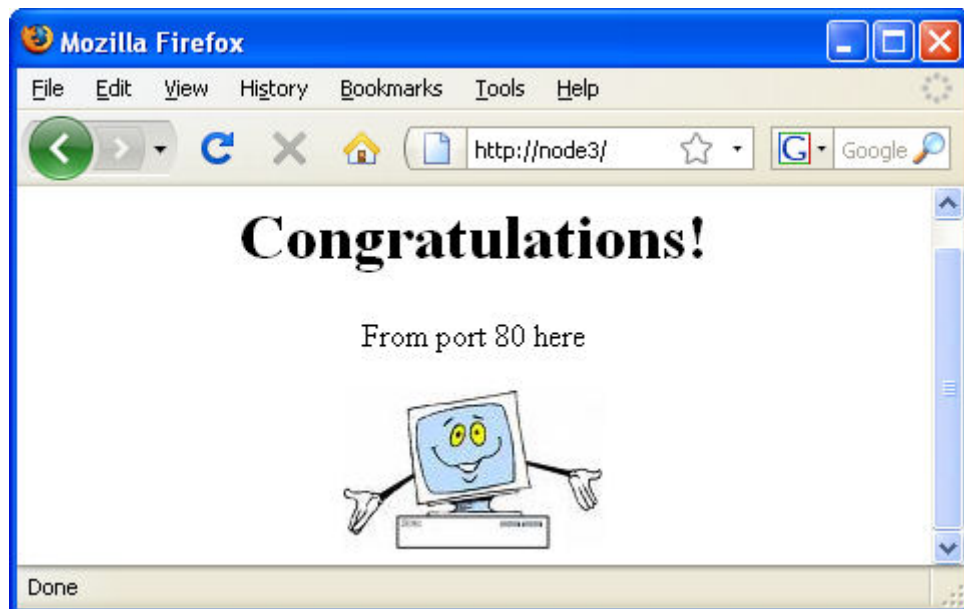 Mozilla Firefox
File Edit View History Bookmarks Tools Help
http://node3/ G Google
Congratulations!
From port 80 here
Done